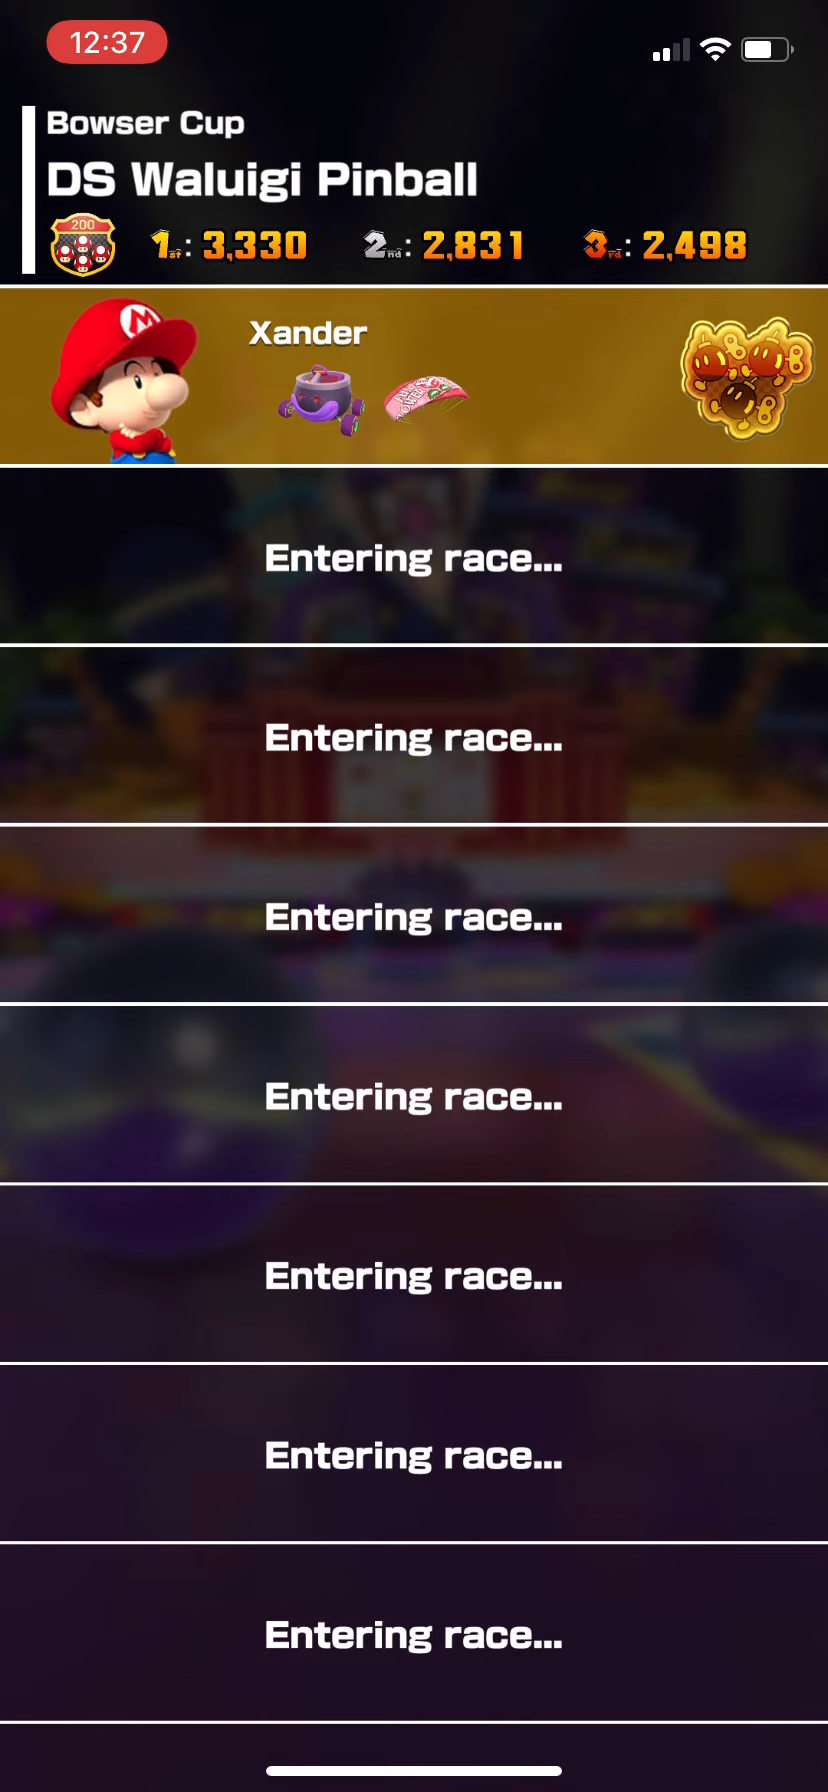 12:37
Bowser Cup
DS Waluigi Pinball
200
1st: 3,330 2nd: 2,831 3rd: 2,498
M
Xander
Entering race...
Entering race...
Entering race...
Entering race...
Entering race...
Entering race...
Entering race...